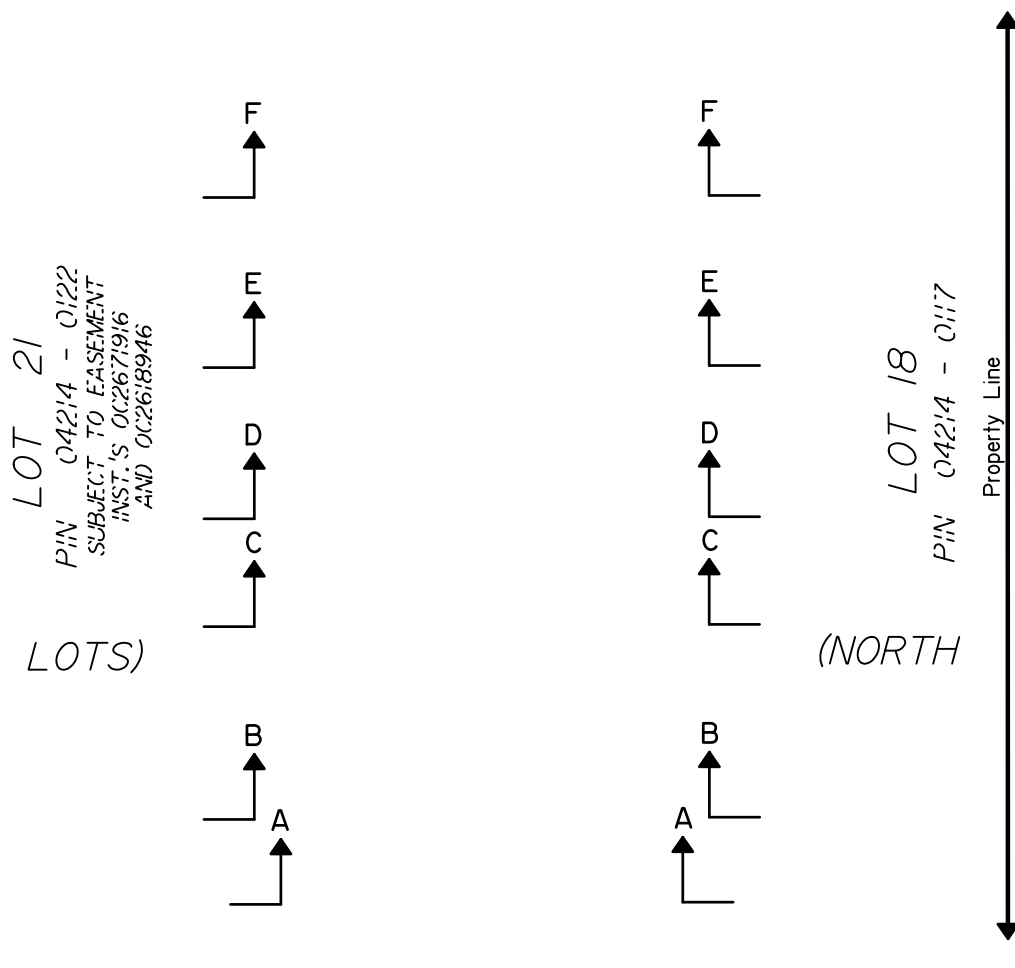 F
F
E
E
D
D
C
C
B
B
A
A
LOT 21
PIN 04214 - 0122
SUBJECT TO EASEMENT
INST.'S OC2671916
AND OC2618946
LOTS)
LOT 18
PIN 04214 - 0117
(NORTH
Property Line